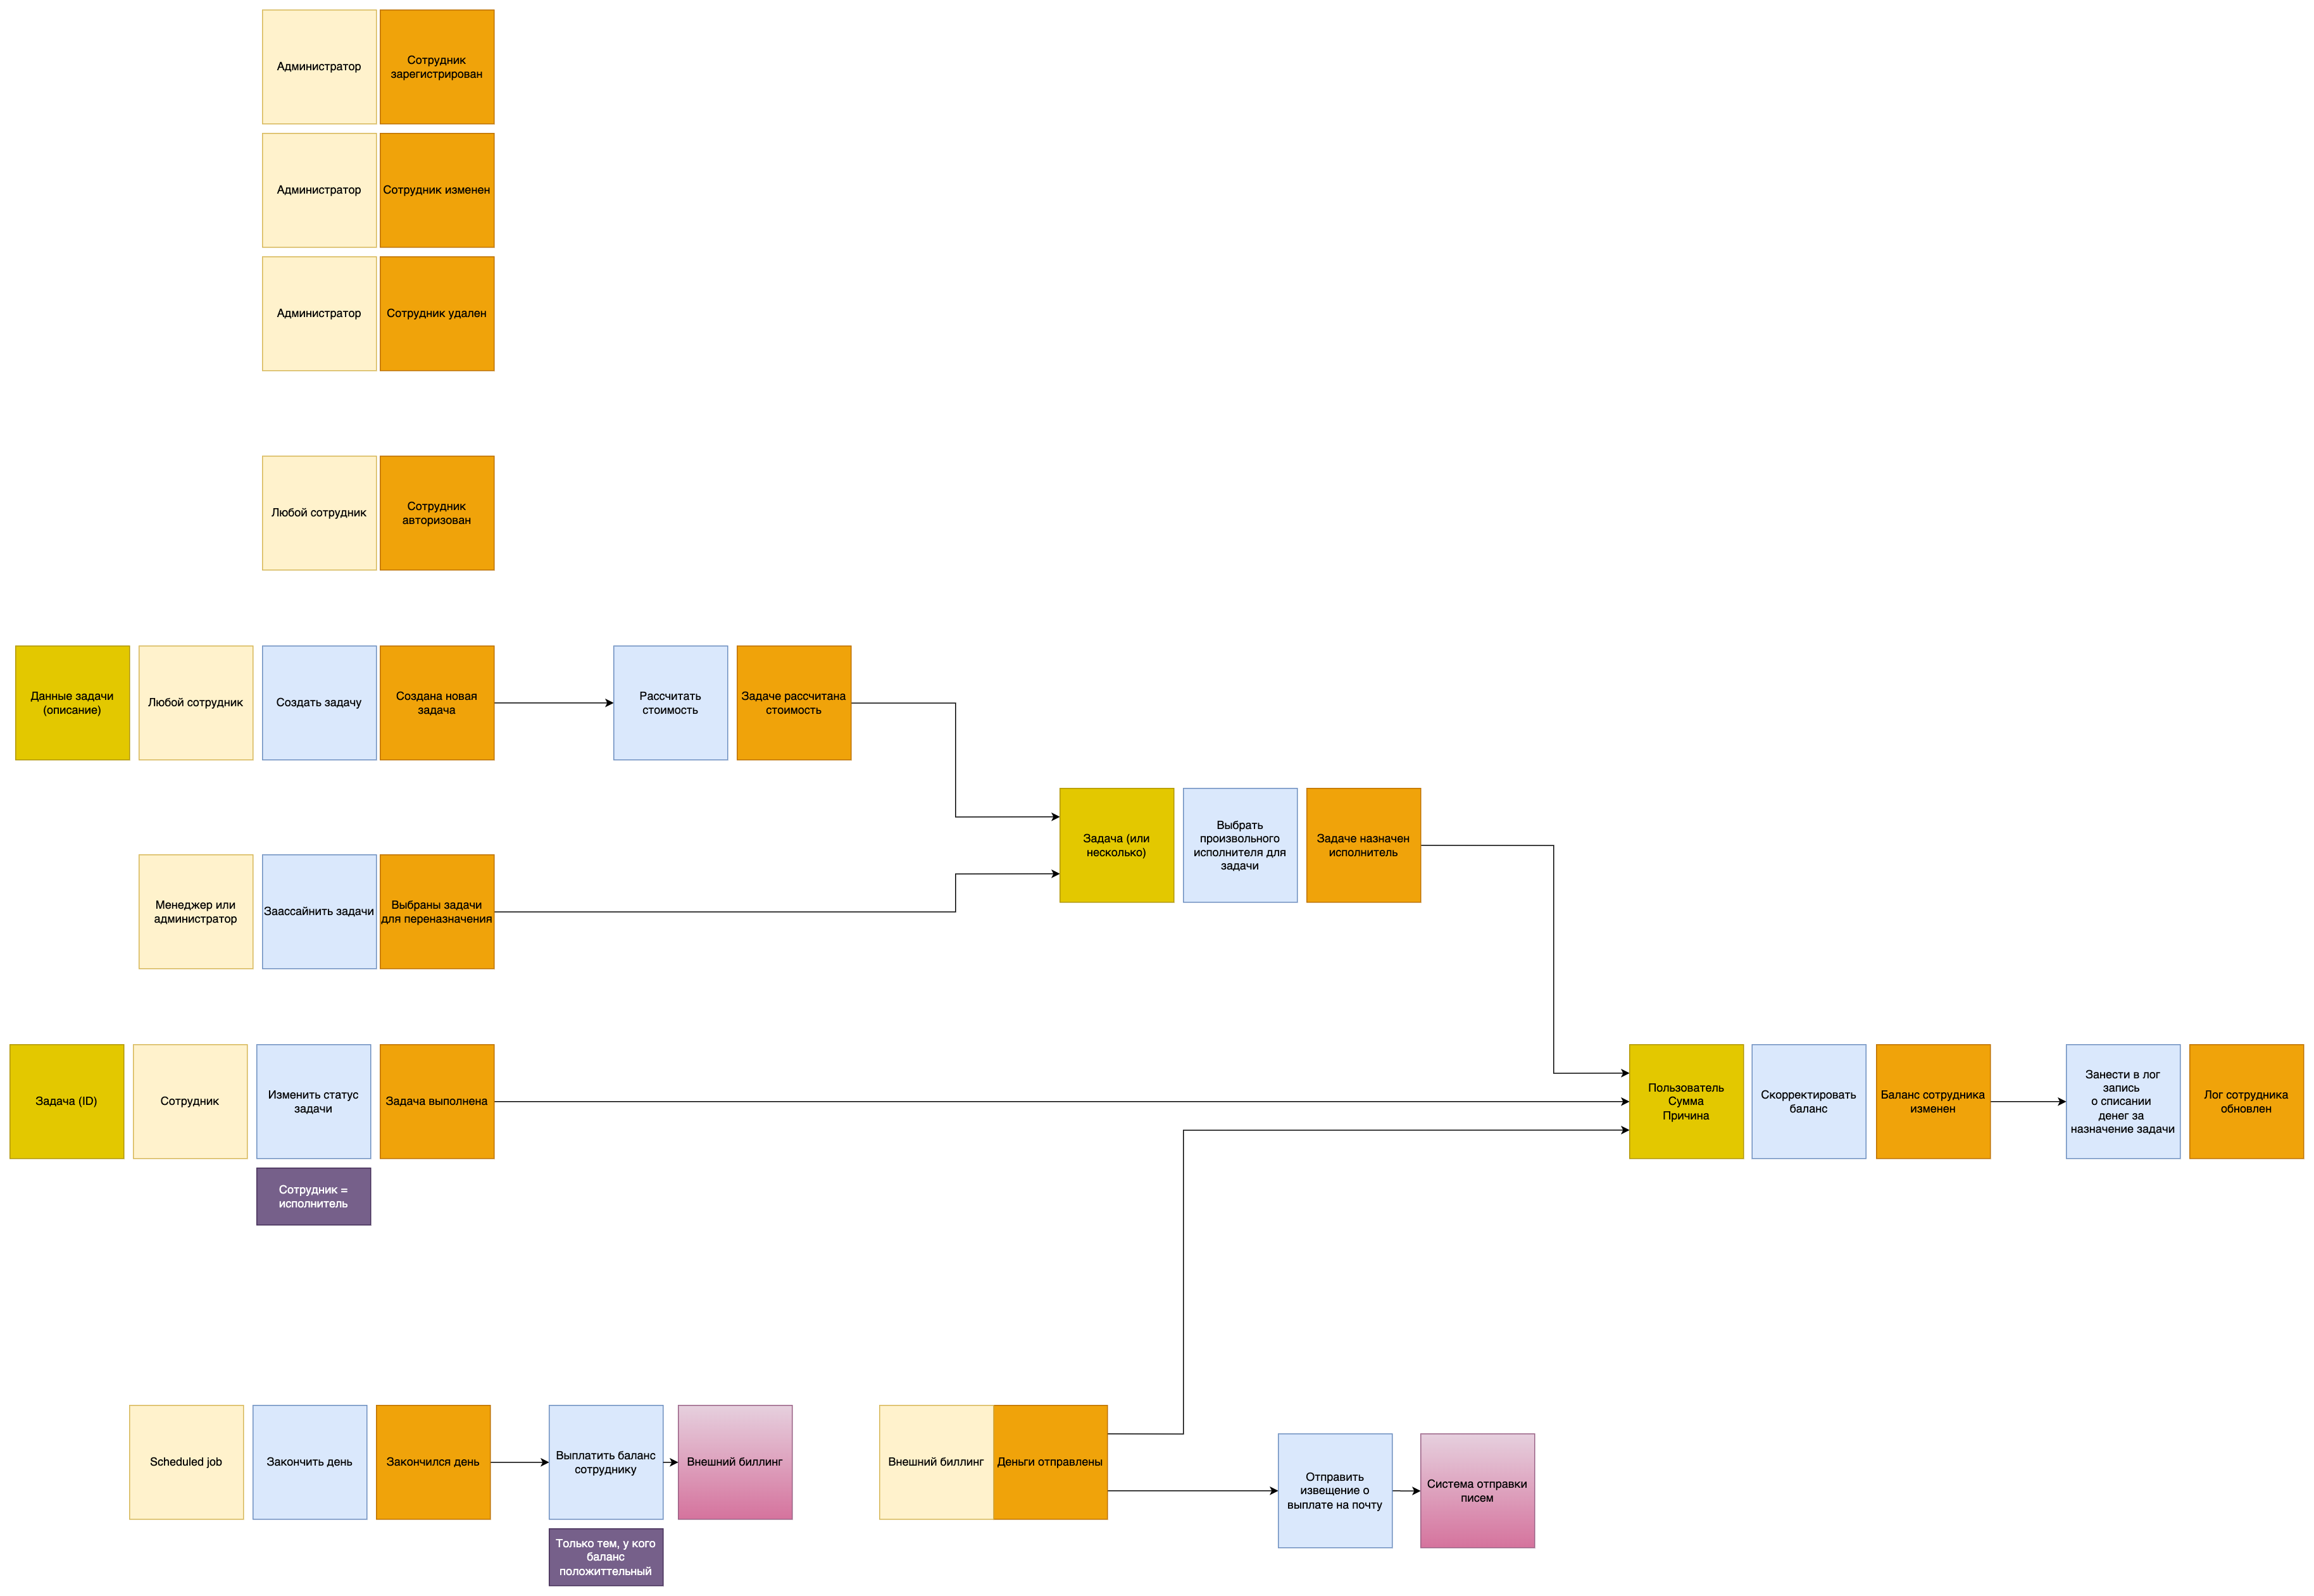 Администратор
Сотрудник
зарегистрирован
Администратор
Сотрудник изменен
Администратор
Сотрудник удален
Любой сотрудник
Сотрудник
авторизован
Данные задачи
(описание)
Любой сотрудник
Создать задачу
Создана новая
задача
Рассчитать
стоимость
Задаче рассчитана
стоимость
Задача (или
несколько)
Выбрать
произвольного
исполнителя для
задачи
Задаче назначен
исполнитель
Менеджер или
администратор
Заассайнить задачи
Выбраны задачи
для переназначения
Задача (ID)
Сотрудник
Изменить статус
задачи
Задача выполнена
Сотрудник =
исполнитель
Пользователь
Сумма
Причина
Скорректировать
баланс
Баланс сотрудника
изменен
Занести в лог
запись
о списании
денег за
назначение задачи
Лог сотрудника
обновлен
Scheduled job
Закончить день
Закончился день
Выплатить баланс
сотруднику
Внешний биллинг
Только тем, у кого
баланс
положиттельный
Внешний биллинг
Деньги отправлены
Отправить
извещение о
выплате на почту
Система отправки
писем